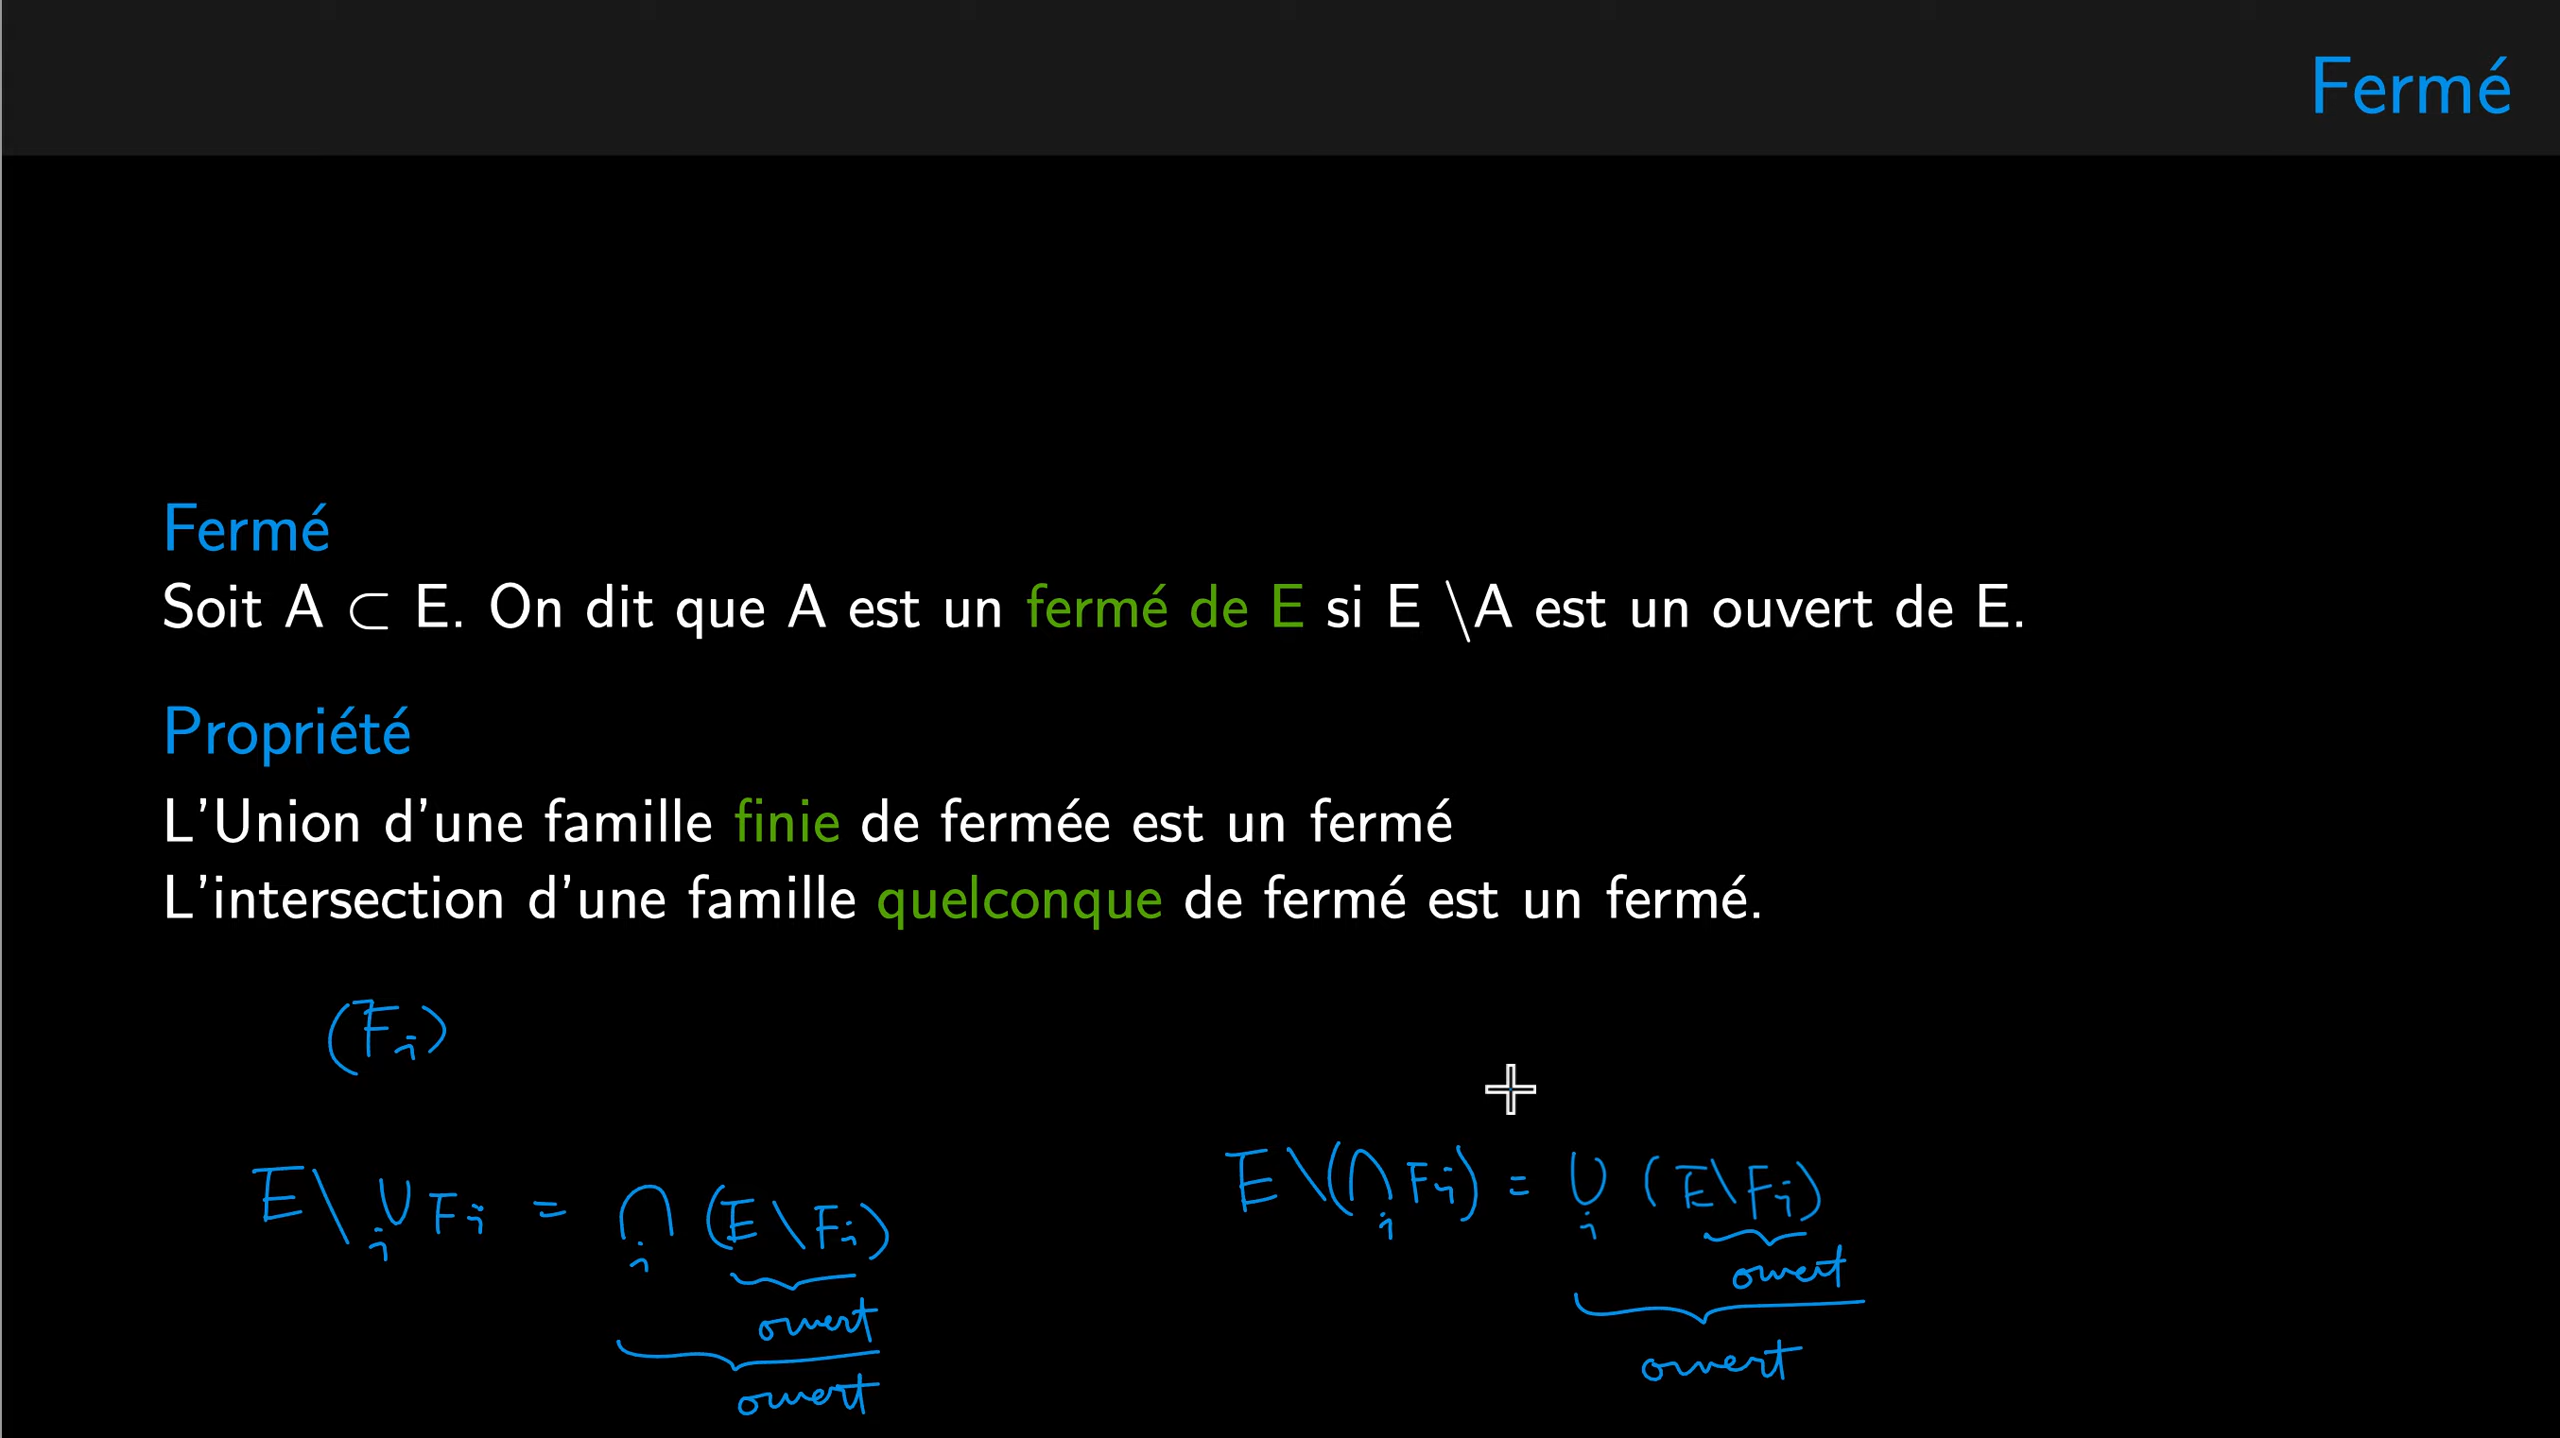 Fermé
Fermé
Soit A ⊂ E. On dit que A est un fermé de E si E \A est un ouvert de E.
Propriété
L'Union d'une famille finie de fermée est un fermé
L'intersection d'une famille quelconque de fermé est un fermé.
(Fi)
E \ ∪i Fi = ∩i (E \ Fi)
ouvert
ouvert
E \ (∩i Fi) = ∪i (E \ Fi)
ouvert
ouvert